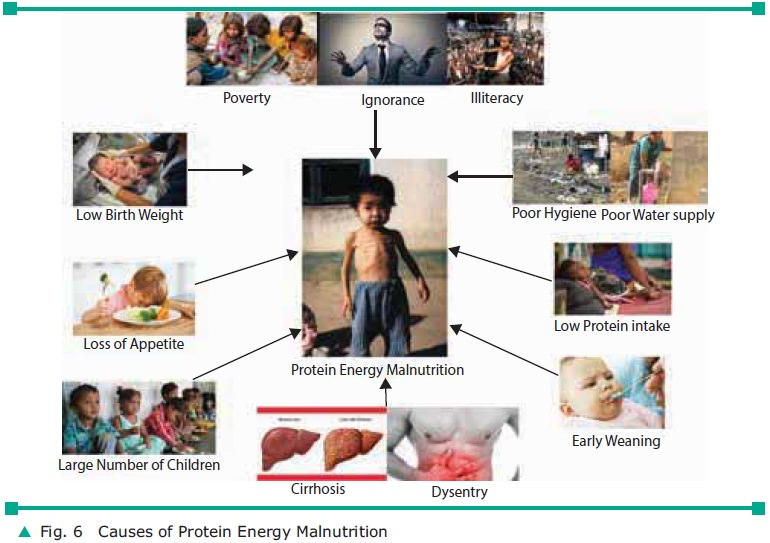 Poverty
Ignorance
Illiteracy
Low Birth Weight
Poor Hygiene Poor Water supply
Loss of Appetite
Low Protein intake
Protein Energy Malnutrition
Large Number of Children
Early Weaning
Cirrhosis
Dysentry
Fig. 6 Causes of Protein Energy Malnutrition